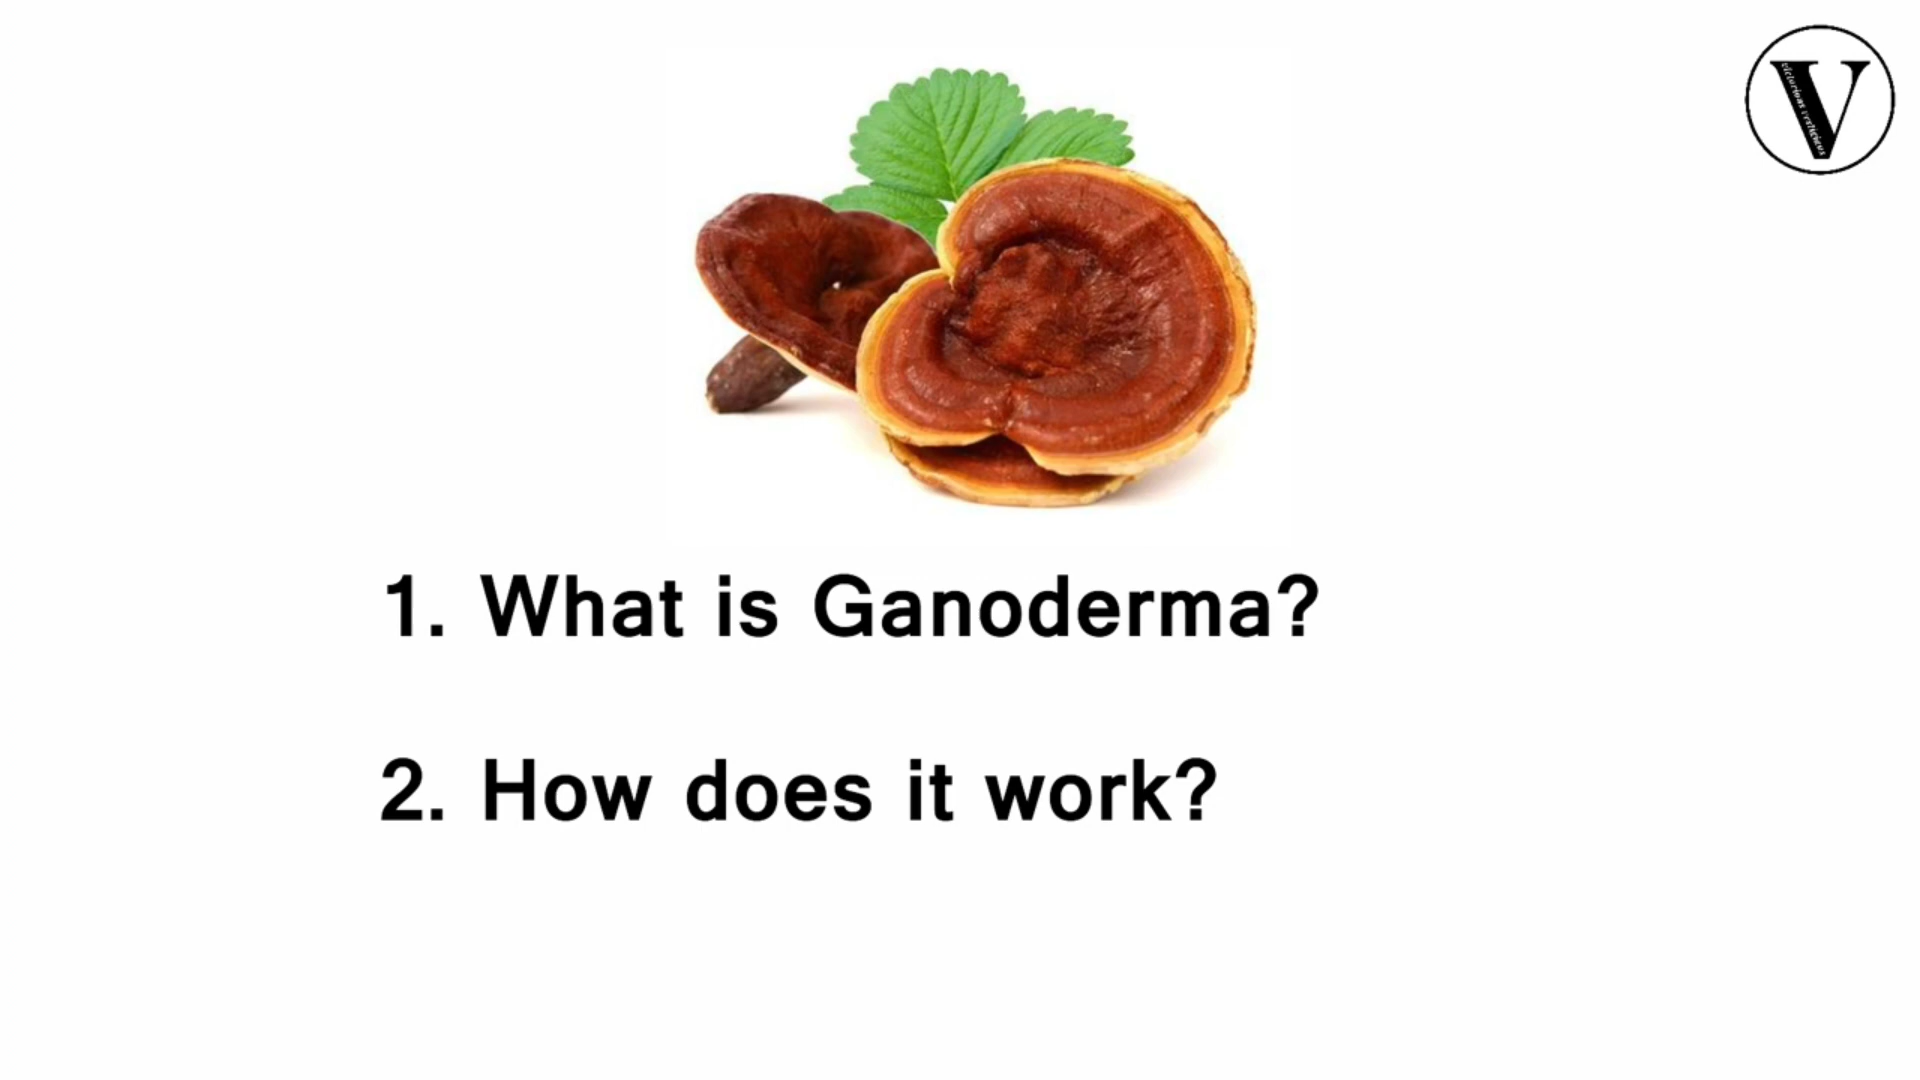 V
1. What is Ganoderma?
2. How does it work?